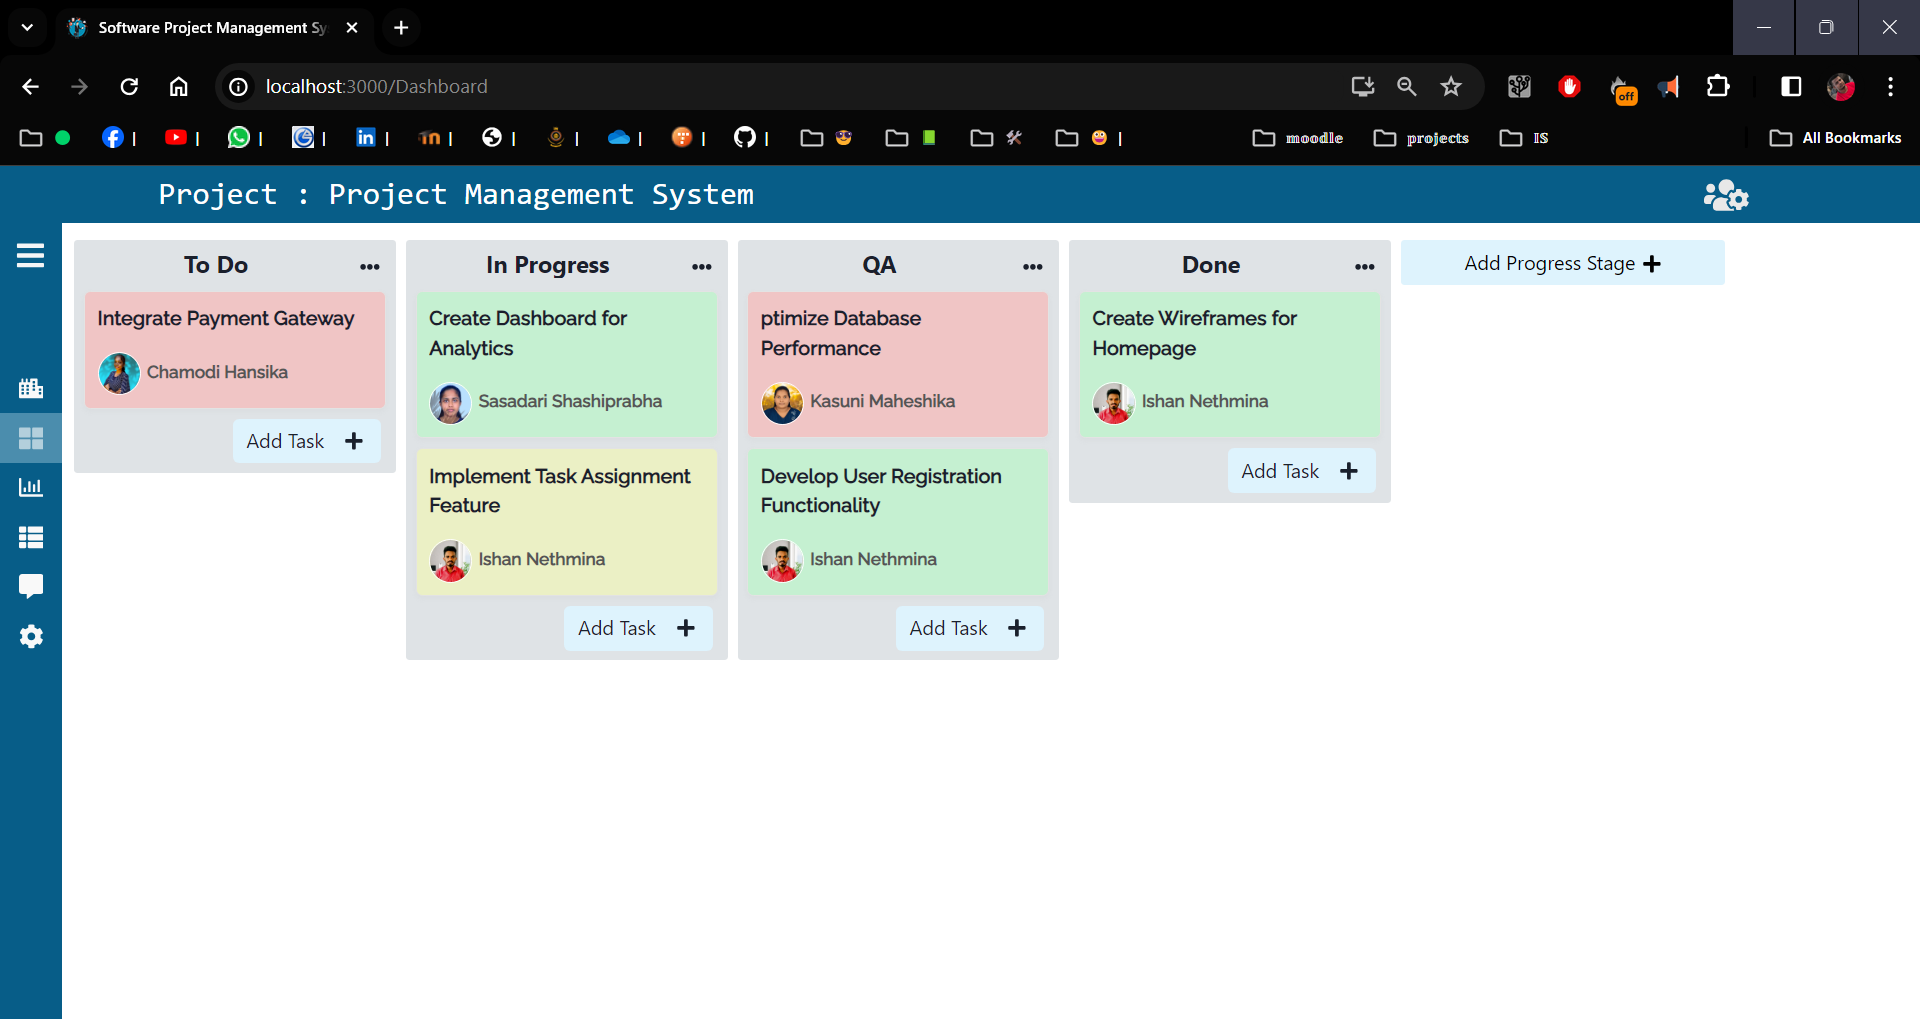 Software Project Management Sy
localhost:3000/Dashboard
off
| | | | | | | | | | | |
moodle
projects
IS
All Bookmarks
Project : Project Management System
To Do
Integrate Payment Gateway
Chamodi Hansika
Add Task
In Progress
Create Dashboard for
Analytics
Sasadari Shashiprabha
Implement Task Assignment
Feature
Ishan Nethmina
Add Task
QA
ptimize Database
Performance
Kasuni Maheshika
Develop User Registration
Functionality
Ishan Nethmina
Add Task
Done
Create Wireframes for
Homepage
Ishan Nethmina
Add Task
Add Progress Stage